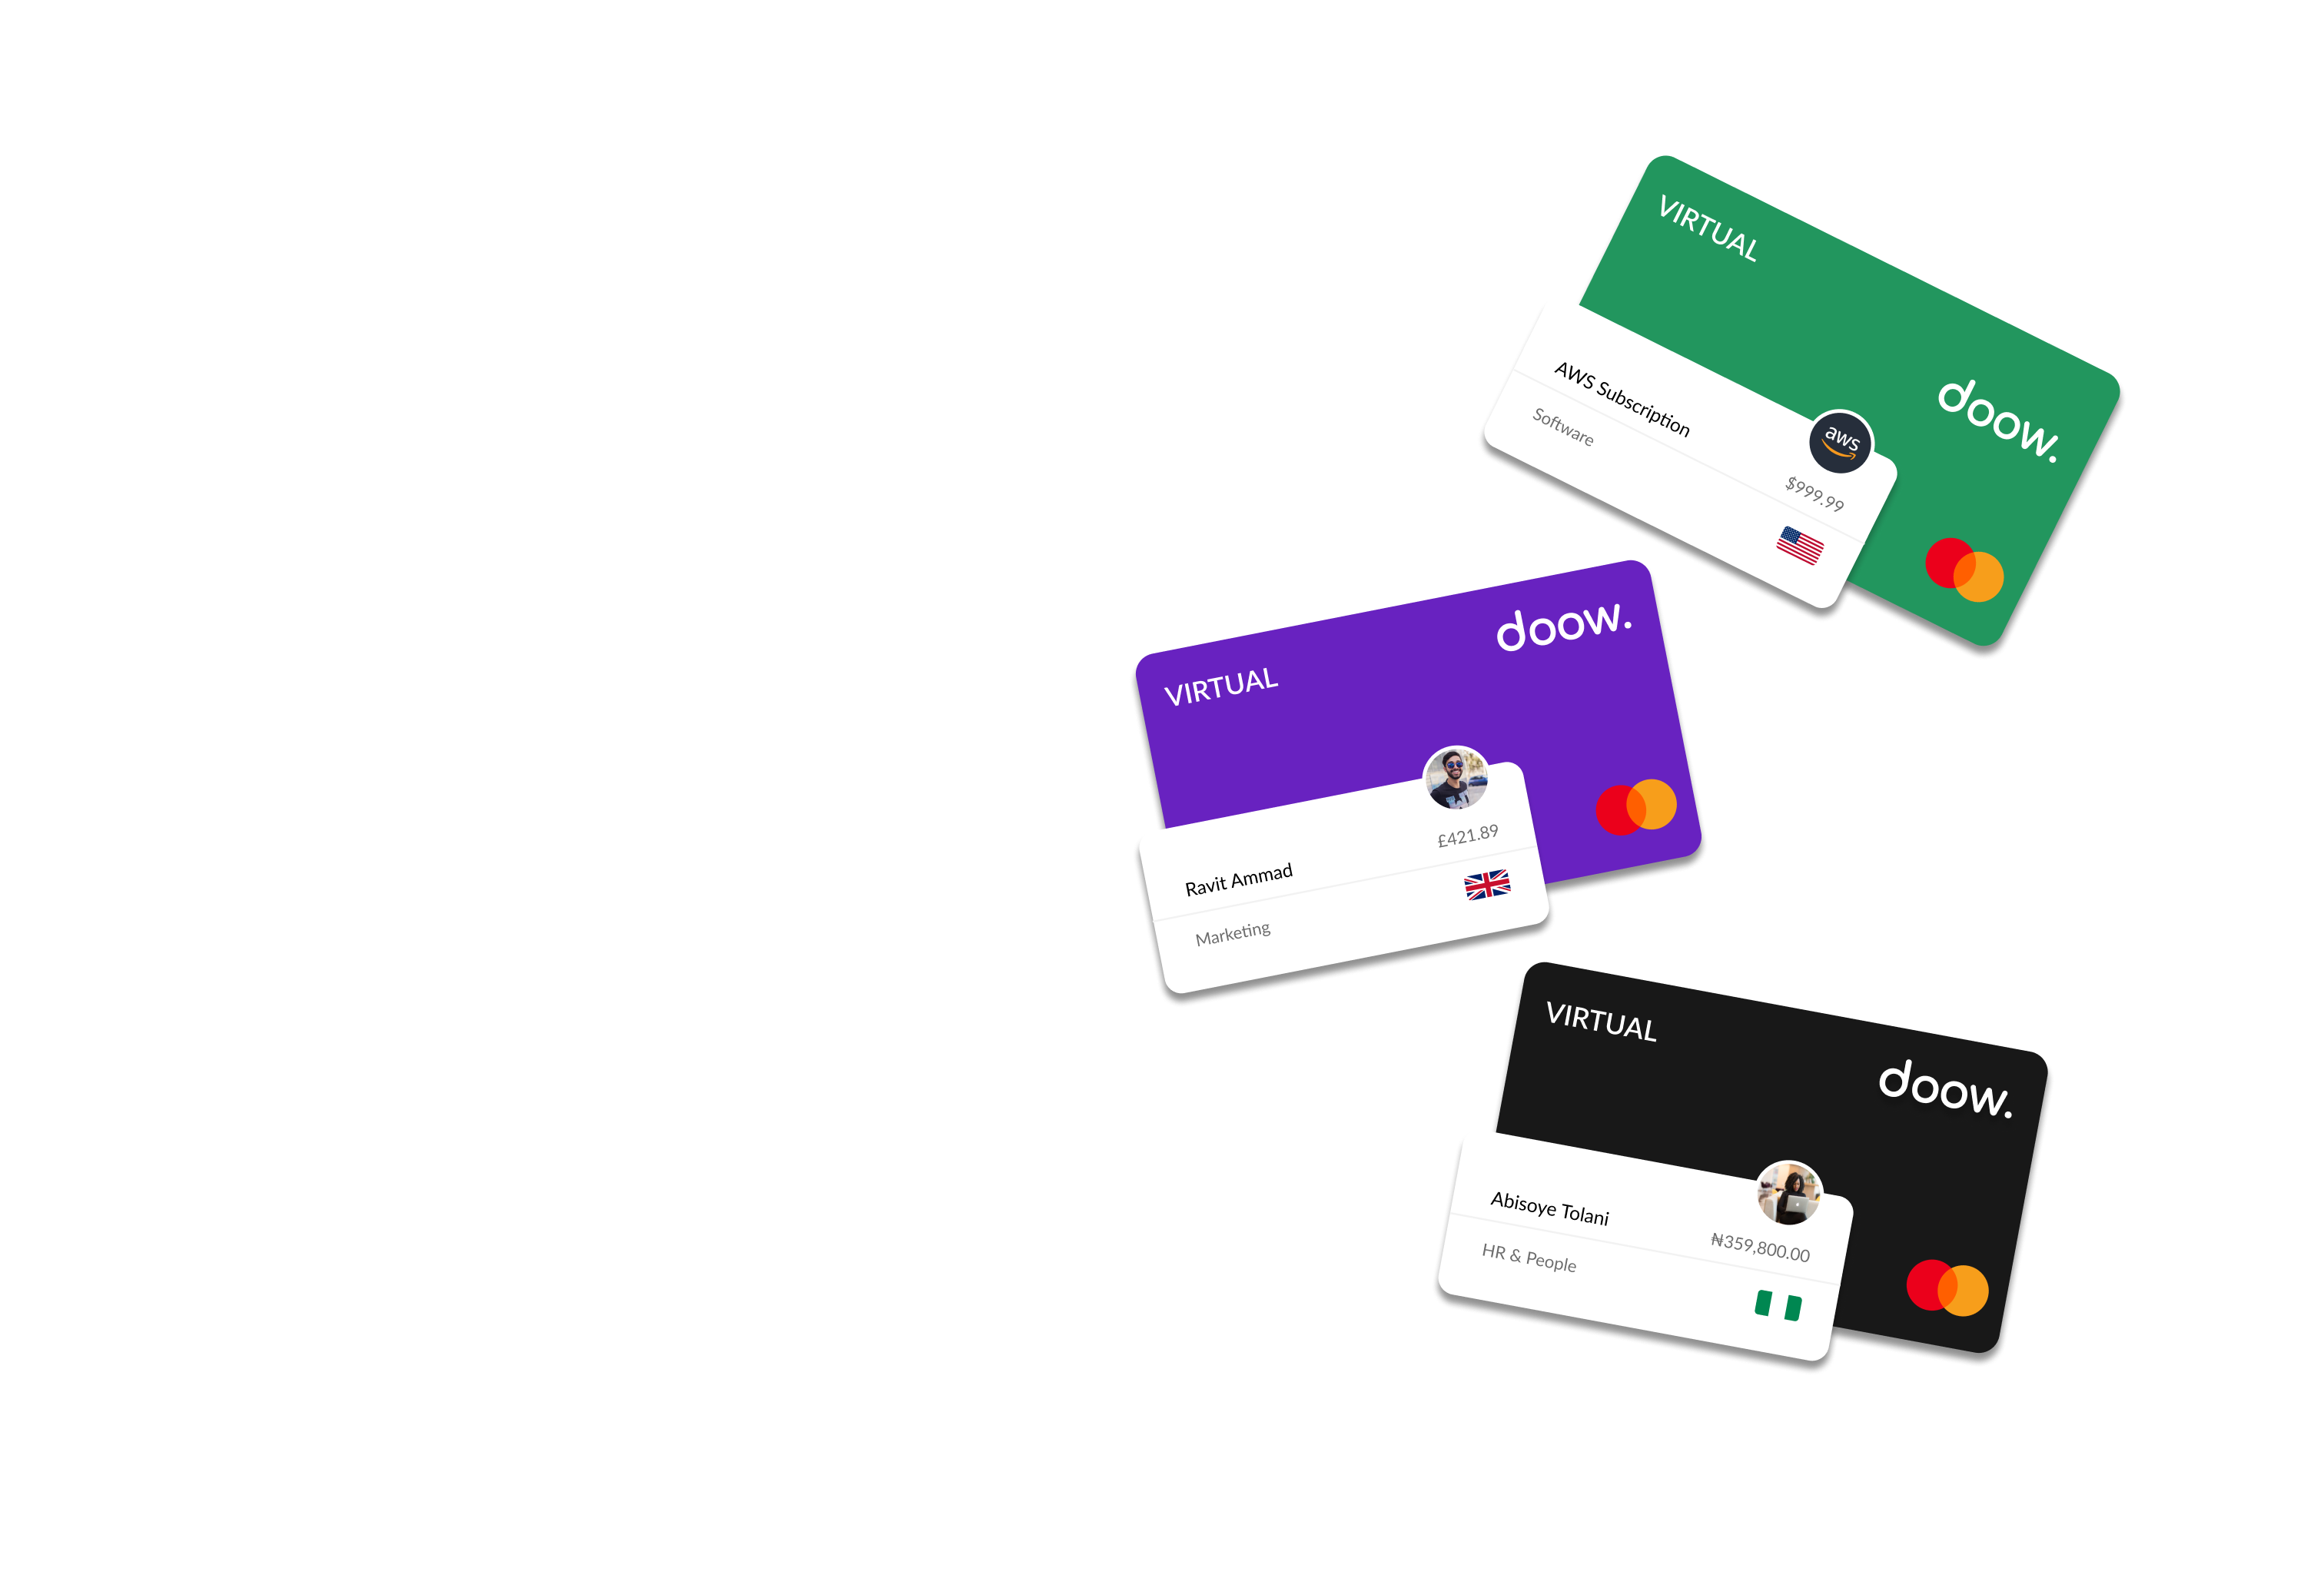 VIRTUAL
doow.
AWS Subscription
aws
$999.99
Software
VIRTUAL
doow.
Ravit Ammad
£421.89
Marketing
VIRTUAL
doow.
Abisoye Tolani
₦359,800.00
HR & People